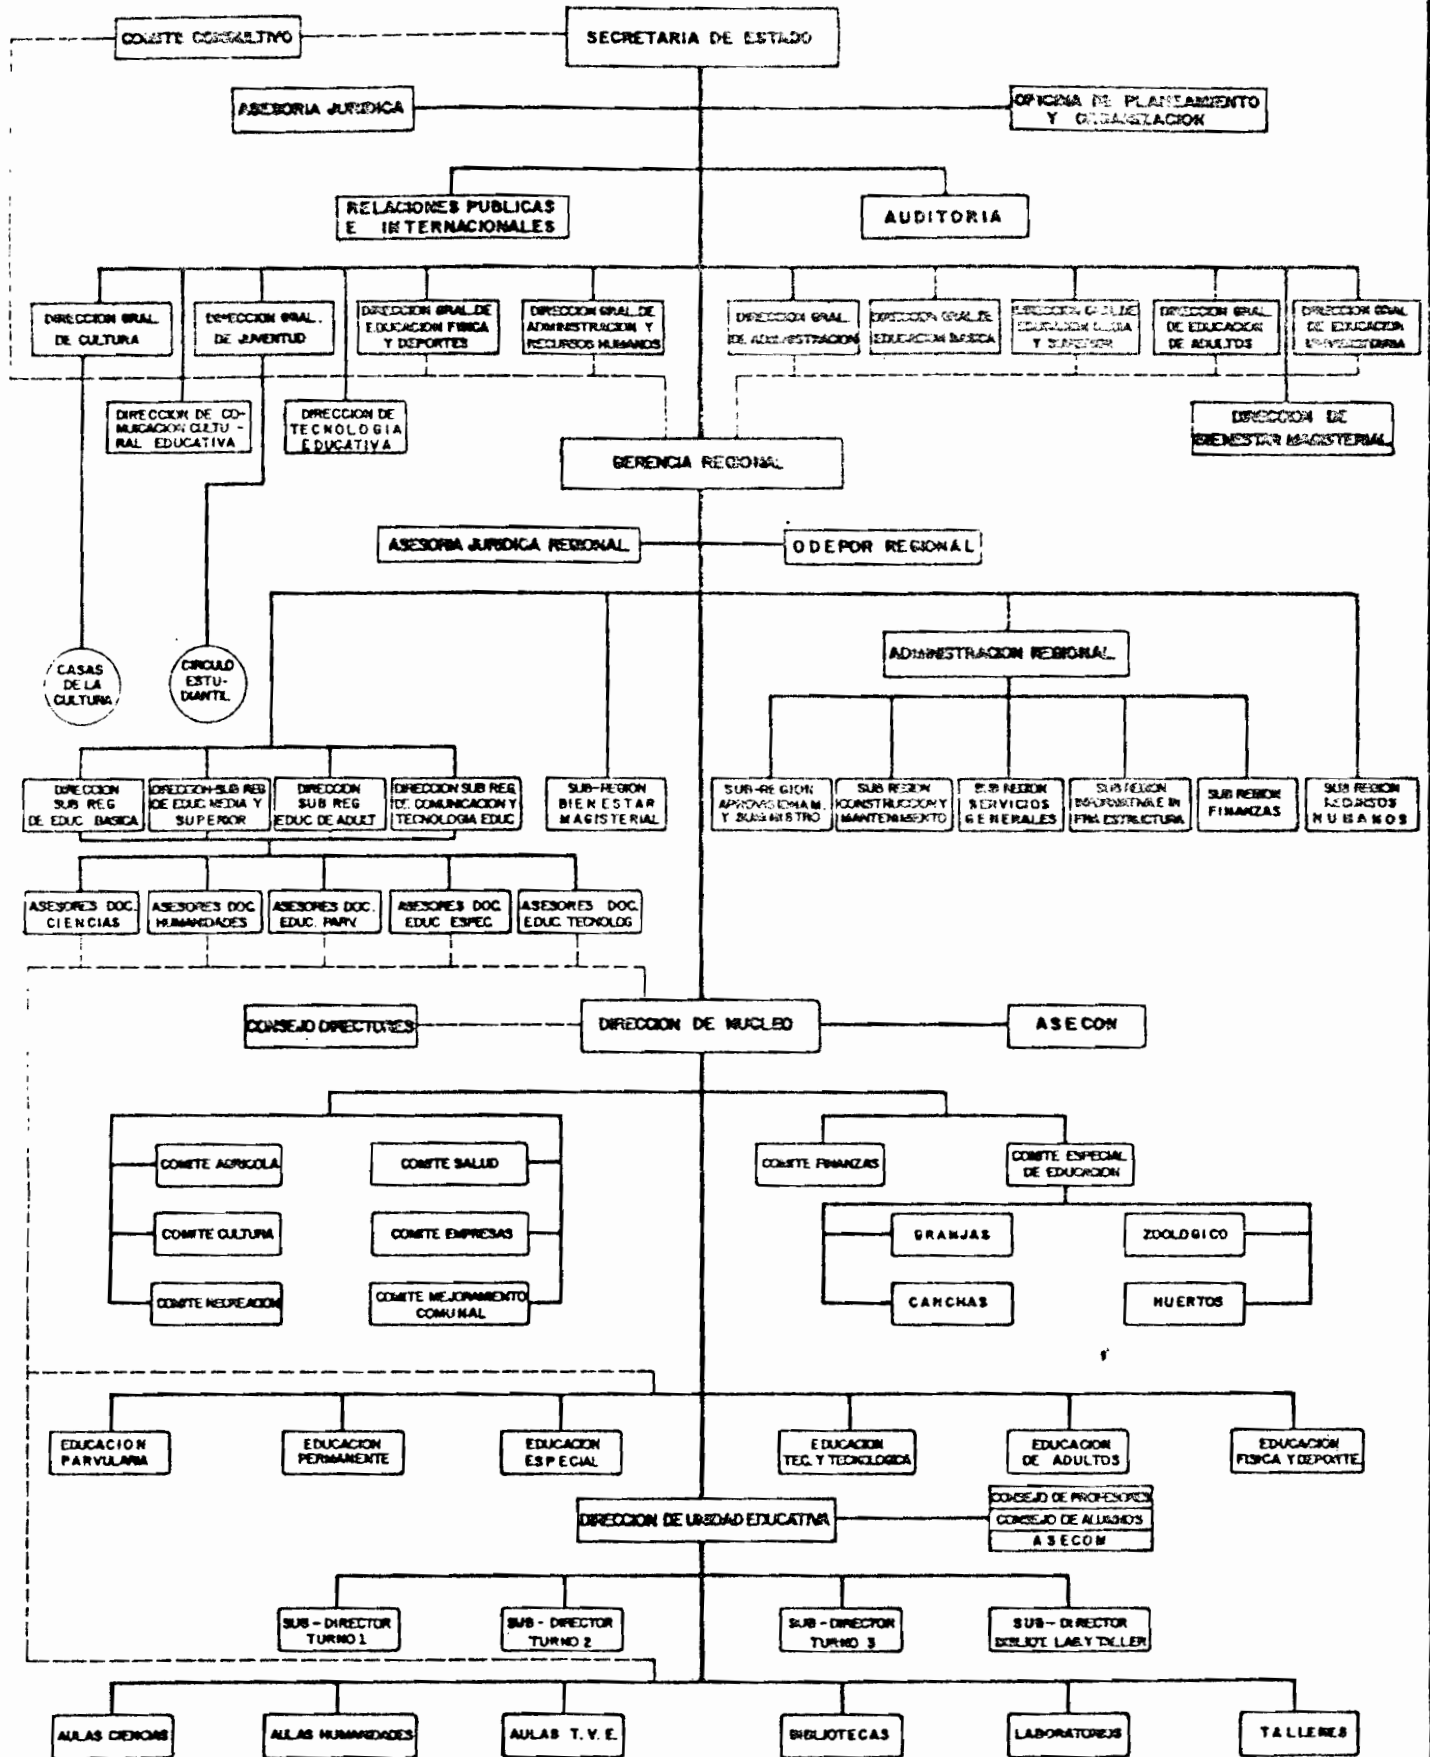 COMITE CONSULTIVO
SECRETARIA DE ESTADO
ASESORIA JURIDICA
OFICINA DE PLANEAMIENTO
Y ORGANIZACION
RELACIONES PUBLICAS
E INTERNACIONALES
AUDITORIA
DIRECCION GRAL.
DE CULTURA
DIRECCION GRAL.
DE JUVENTUD
DIRECCION GRAL. DE
EDUCACION FISICA
Y DEPORTES
DIRECCION GRAL. DE
ADMINISTRACION Y
RECURSOS HUMANOS
DIRECCION GRAL.
DE ADMINISTRACION
DIRECCION GRAL. DE
EDUCACION BASICA
DIRECCION GRAL. DE
EDUCACION MEDIA
Y SUPERIOR
DIRECCION GRAL.
DE EDUCACION
DE ADULTOS
DIRECCION GRAL.
DE EDUCACION
UNIVERSITARIA
DIRECCION DE CO-
MUNICACION CULTU-
RAL EDUCATIVA
DIRECCION DE
TECNOLOGIA
EDUCATIVA
DIRECCION DE
BIENESTAR MAGISTERIAL
GERENCIA REGIONAL
ASESORIA JURIDICA REGIONAL
ODEPOR REGIONAL
ADMINISTRACION REGIONAL
CASAS
DE LA
CULTURA
CIRCULO
ESTU-
DIANTIL
DIRECCION
SUB REG
DE EDUC BASICA
DIRECCION SUB REG
DE EDUC MEDIA Y
SUPERIOR
DIRECCION
SUB REG
EDUC DE ADULT
DIRECCION SUB REG
DE COMUNICACION Y
TECNOLOGIA EDUC
SUB-REGION
BIENESTAR
MAGISTERIAL
SUB-REGION
APROVISIONAM.
Y SUMINISTRO
SUB REGION
CONSTRUCCION Y
MANTENIMIENTO
SUB REGION
SERVICIOS
GENERALES
SUB REGION
INFORMATIVA E IN
FRA ESTRUCTURA
SUB REGION
FINANZAS
SUB REGION
RECURSOS
HUMANOS
ASESORES DOC.
CIENCIAS
ASESORES DOC.
HUMANIDADES
ASESORES DOC.
EDUC. PARV.
ASESORES DOC
EDUC ESPEC
ASESORES DOC.
EDUC. TECNOLOG
CONSEJO DIRECTORES
DIRECCION DE NUCLEO
ASECON
COMITE AGRICOLA
COMITE SALUD
COMITE FINANZAS
COMITE ESPECIAL
DE EDUCACION
COMITE CULTURA
COMITE EMPRESAS
GRANJAS
ZOOLOGICO
COMITE RECREACION
COMITE MEJORAMIENTO
COMUNAL
CANCHAS
HUERTOS
EDUCACION
PARVULARIA
EDUCACION
PERMANENTE
EDUCACION
ESPECIAL
EDUCACION
TEC. Y TECNOLOGICA
EDUCACION
DE ADULTOS
EDUCACION
FISICA Y DEPORTE
DIRECCION DE UNIDAD EDUCATIVA
CONSEJO DE PROFESORES
CONSEJO DE ALUMNOS
ASECOM
SUB-DIRECTOR
TURNO 1
SUB-DIRECTOR
TURNO 2
SUB-DIRECTOR
TURNO 3
SUB-DIRECTOR
BIBLIOT. LAB. Y TALLER
AULAS CIENCIAS
AULAS HUMANIDADES
AULAS T. V. E.
BIBLIOTECAS
LABORATORIOS
TALLERES